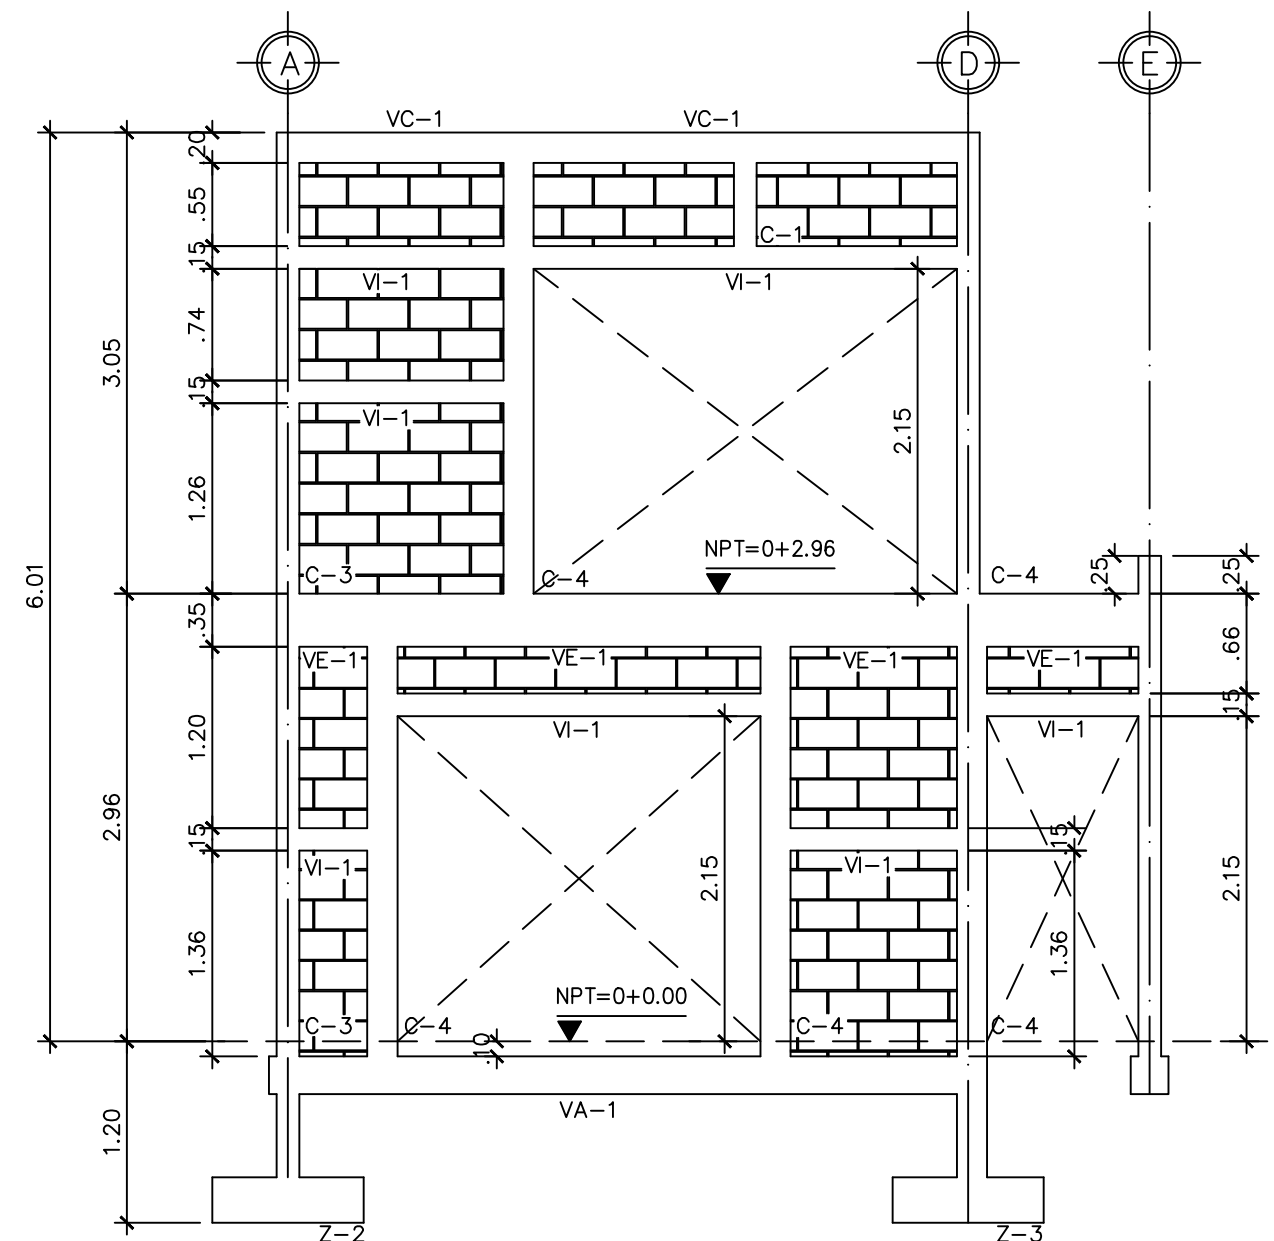 A
D
E
VC-1
VC-1
.20
.55
C-1
.15
VI-1
VI-1
.74
3.05
.15
VI-1
2.15
1.26
NPT=0+2.96
C-3
C-4
C-4
.25
.25
6.01
.35
VE-1
VE-1
VE-1
VE-1
.66
.15
VI-1
VI-1
1.20
2.96
.15
.15
VI-1
VI-1
2.15
2.15
1.36
1.36
NPT=0+0.00
C-3
C-4
C-4
C-4
.10
VA-1
1.20
Z-2
Z-3